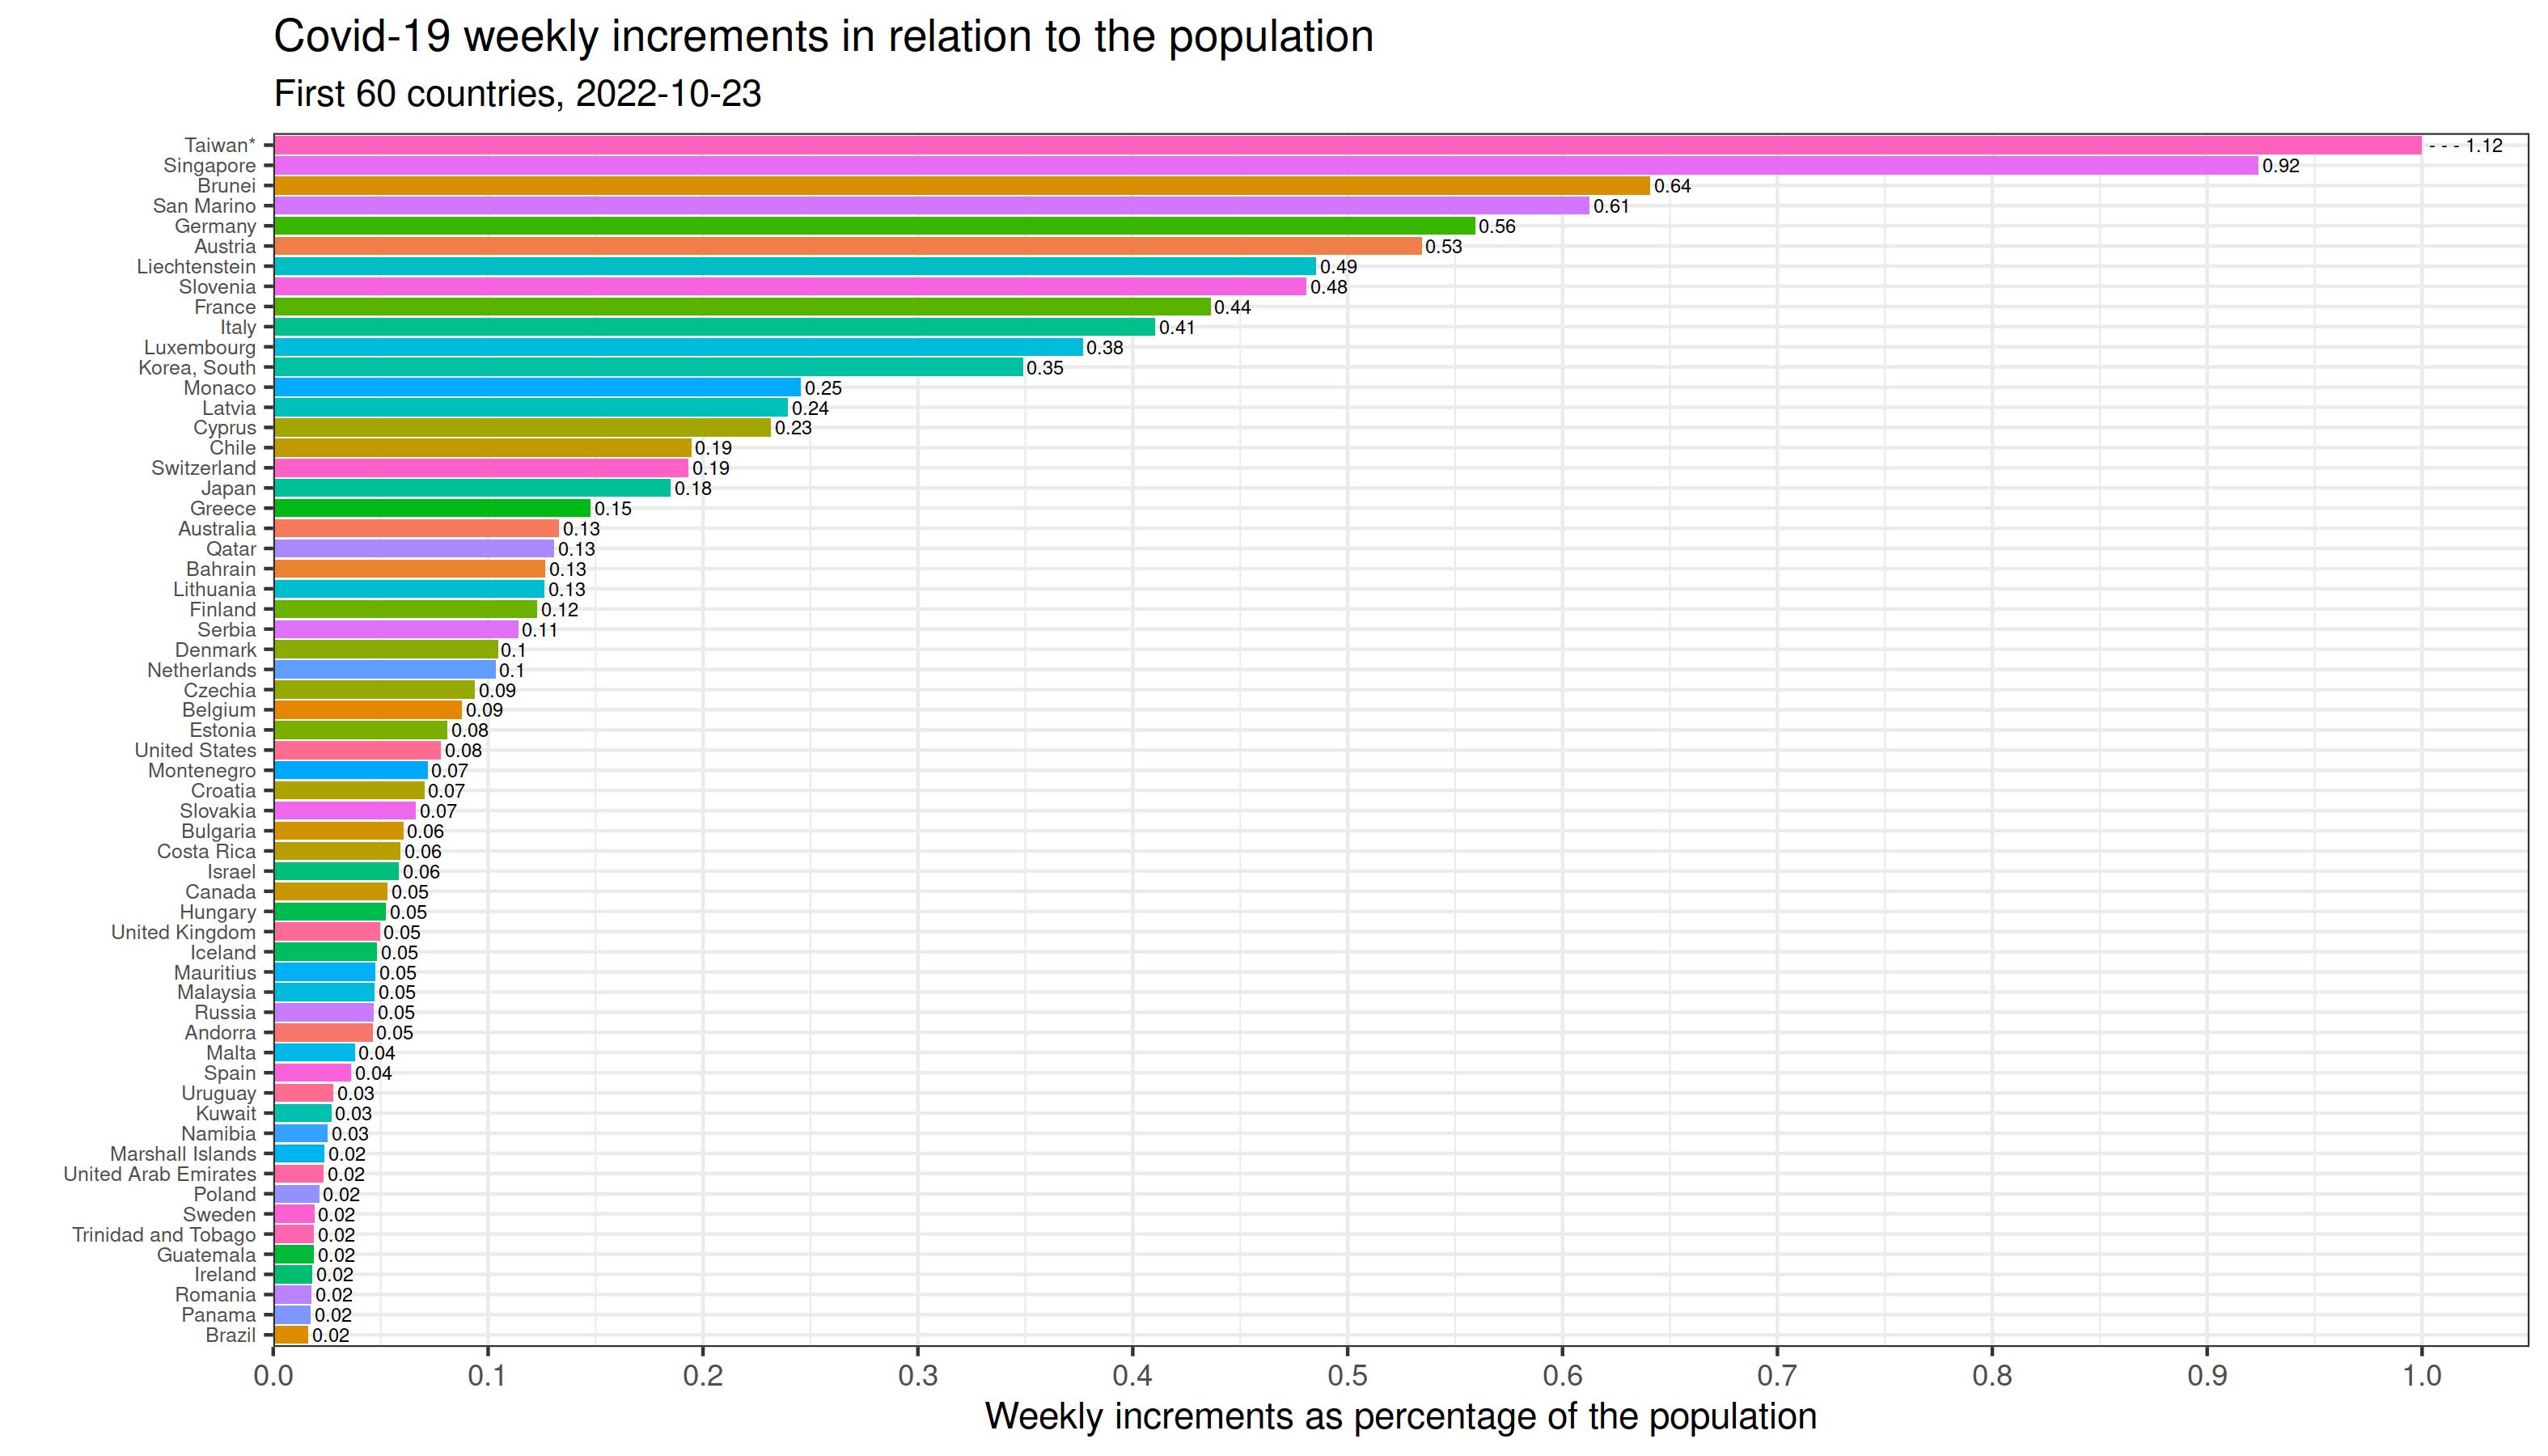 Covid-19 weekly increments in relation to the population
First 60 countries, 2022-10-23
Taiwan* - - - 1.12
Singapore 0.92
Brunei 0.64
San Marino 0.61
Germany 0.56
Austria 0.53
Liechtenstein 0.49
Slovenia 0.48
France 0.44
Italy 0.41
Luxembourg 0.38
Korea, South 0.35
Monaco 0.25
Latvia 0.24
Cyprus 0.23
Chile 0.19
Switzerland 0.19
Japan 0.18
Greece 0.15
Australia 0.13
Qatar 0.13
Bahrain 0.13
Lithuania 0.13
Finland 0.12
Serbia 0.11
Denmark 0.1
Netherlands 0.1
Czechia 0.09
Belgium 0.09
Estonia 0.08
United States 0.08
Montenegro 0.07
Croatia 0.07
Slovakia 0.07
Bulgaria 0.06
Costa Rica 0.06
Israel 0.06
Canada 0.05
Hungary 0.05
United Kingdom 0.05
Iceland 0.05
Mauritius 0.05
Malaysia 0.05
Russia 0.05
Andorra 0.05
Malta 0.04
Spain 0.04
Uruguay 0.03
Kuwait 0.03
Namibia 0.03
Marshall Islands 0.02
United Arab Emirates 0.02
Poland 0.02
Sweden 0.02
Trinidad and Tobago 0.02
Guatemala 0.02
Ireland 0.02
Romania 0.02
Panama 0.02
Brazil 0.02
0.0 0.1 0.2 0.3 0.4 0.5 0.6 0.7 0.8 0.9 1.0
Weekly increments as percentage of the population